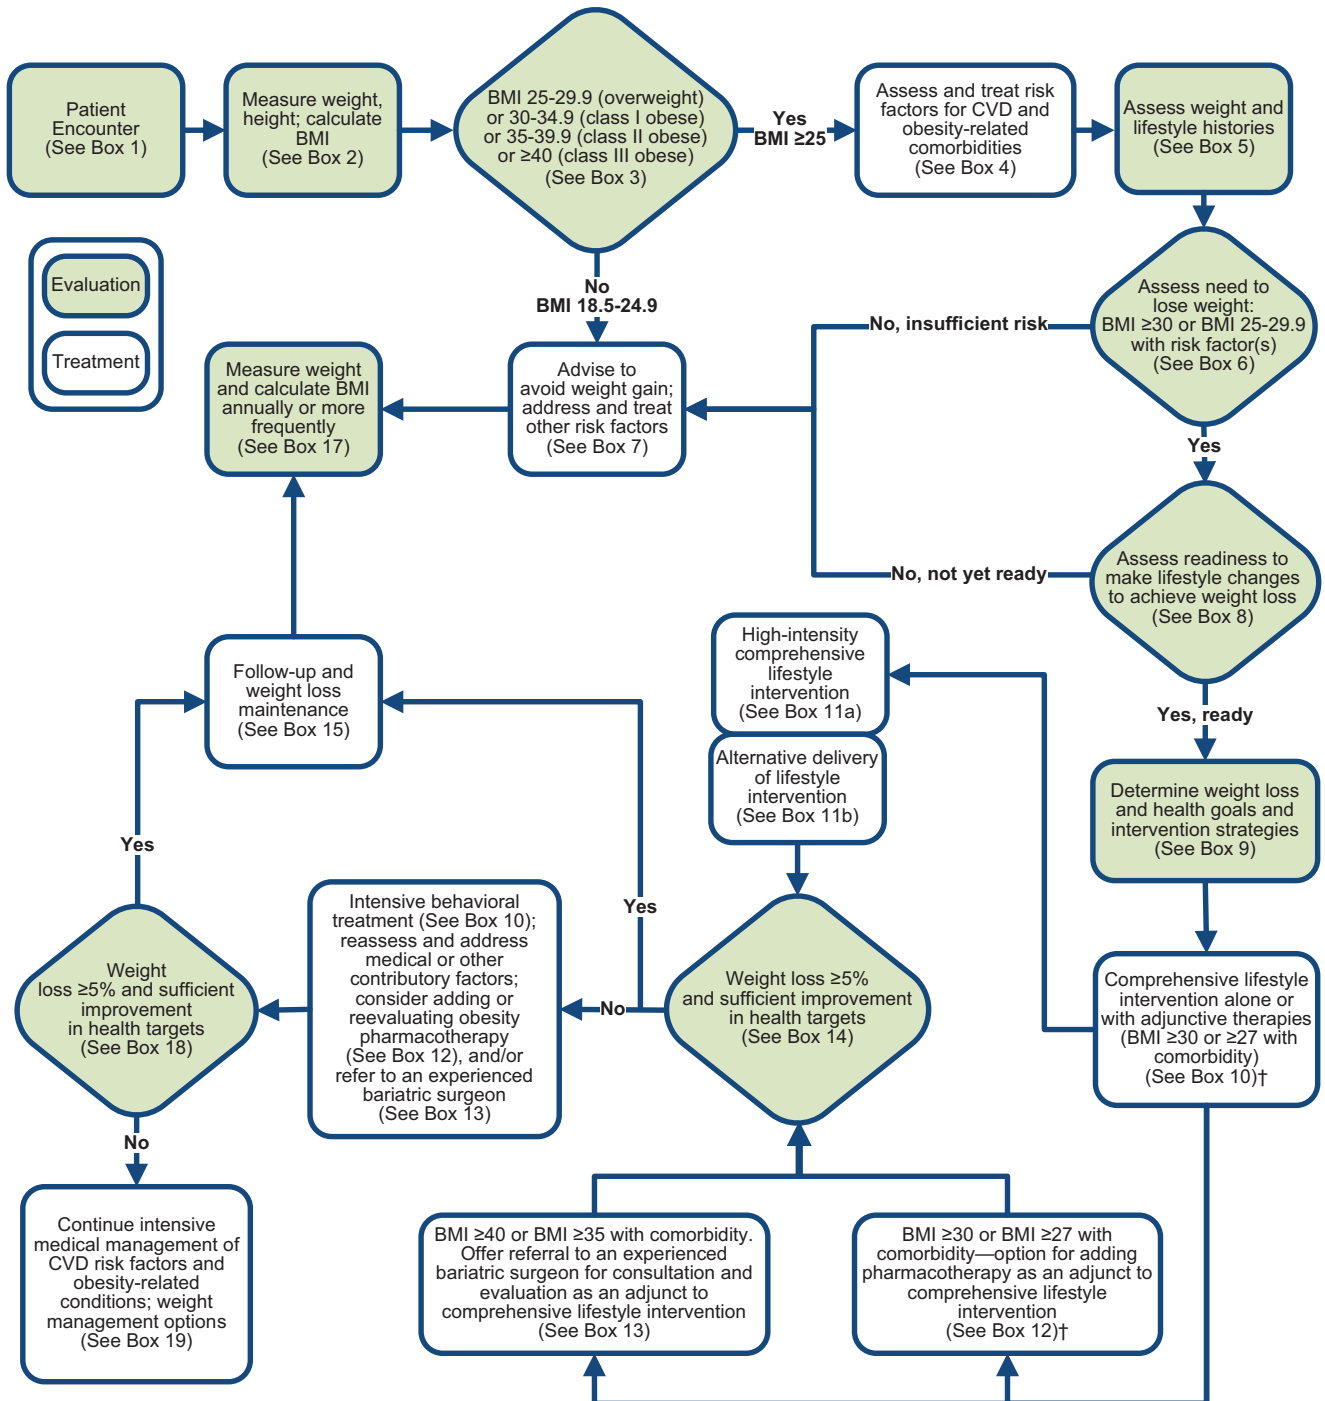 Patient
Encounter
(See Box 1)
Measure weight,
height; calculate
BMI
(See Box 2)
BMI 25-29.9 (overweight)
or 30-34.9 (class I obese)
or 35-39.9 (class II obese)
or ≥40 (class III obese)
(See Box 3)
Yes
BMI ≥25
Assess and treat risk
factors for CVD and
obesity-related
comorbidities
(See Box 4)
Assess weight and
lifestyle histories
(See Box 5)
Evaluation
Treatment
No
BMI 18.5-24.9
No, insufficient risk
Assess need to
lose weight:
BMI ≥30 or BMI 25-29.9
with risk factor(s)
(See Box 6)
Measure weight
and calculate BMI
annually or more
frequently
(See Box 17)
Advise to
avoid weight gain;
address and treat
other risk factors
(See Box 7)
Yes
No, not yet ready
Assess readiness to
make lifestyle changes
to achieve weight loss
(See Box 8)
Follow-up and
weight loss
maintenance
(See Box 15)
High-intensity
comprehensive
lifestyle
intervention
(See Box 11a)
Alternative delivery
of lifestyle
intervention
(See Box 11b)
Yes, ready
Determine weight loss
and health goals and
intervention strategies
(See Box 9)
Yes
Yes
Weight
loss ≥5% and sufficient
improvement
in health targets
(See Box 18)
Intensive behavioral
treatment (See Box 10);
reassess and address
medical or other
contributory factors;
consider adding or
reevaluating obesity
pharmacotherapy
(See Box 12), and/or
refer to an experienced
bariatric surgeon
(See Box 13)
No
Weight loss ≥5%
and sufficient improvement
in health targets
(See Box 14)
Comprehensive lifestyle
intervention alone or
with adjunctive therapies
(BMI ≥30 or ≥27 with
comorbidity)
(See Box 10)†
No
Continue intensive
medical management of
CVD risk factors and
obesity-related
conditions; weight
management options
(See Box 19)
BMI ≥40 or BMI ≥35 with comorbidity.
Offer referral to an experienced
bariatric surgeon for consultation and
evaluation as an adjunct to
comprehensive lifestyle intervention
(See Box 13)
BMI ≥30 or BMI ≥27 with
comorbidity—option for adding
pharmacotherapy as an adjunct to
comprehensive lifestyle
intervention
(See Box 12)†